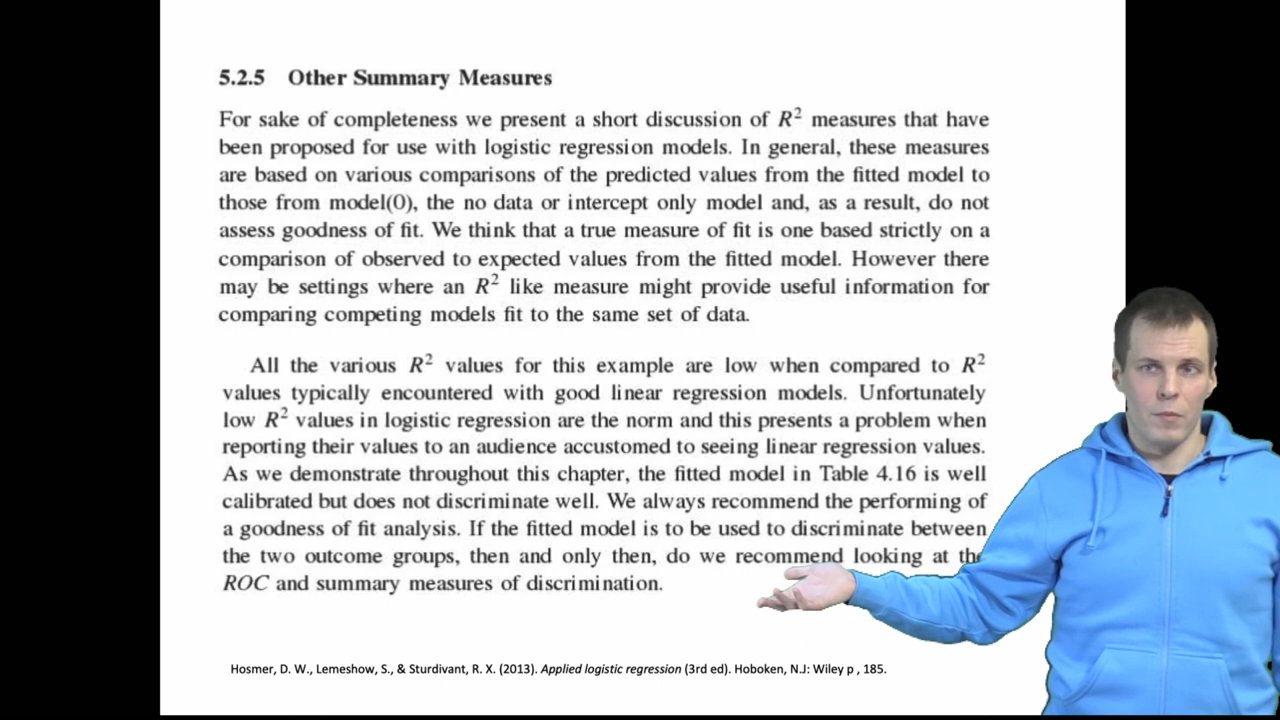 5.2.5 Other Summary Measures
For sake of completeness we present a short discussion of R² measures that have
been proposed for use with logistic regression models. In general, these measures
are based on various comparisons of the predicted values from the fitted model to
those from model(0), the no data or intercept only model and, as a result, do not
assess goodness of fit. We think that a true measure of fit is one based strictly on a
comparison of observed to expected values from the fitted model. However there
may be settings where an R² like measure might provide useful information for
comparing competing models fit to the same set of data.
All the various R² values for this example are low when compared to R²
values typically encountered with good linear regression models. Unfortunately
low R² values in logistic regression are the norm and this presents a problem when
reporting their values to an audience accustomed to seeing linear regression values.
As we demonstrate throughout this chapter, the fitted model in Table 4.16 is well
calibrated but does not discriminate well. We always recommend the performing of
a goodness of fit analysis. If the fitted model is to be used to discriminate between
the two outcome groups, then and only then, do we recommend looking at the
ROC and summary measures of discrimination.
Hosmer, D. W., Lemeshow, S., & Sturdivant, R. X. (2013). Applied logistic regression (3rd ed). Hoboken, N.J: Wiley p , 185.